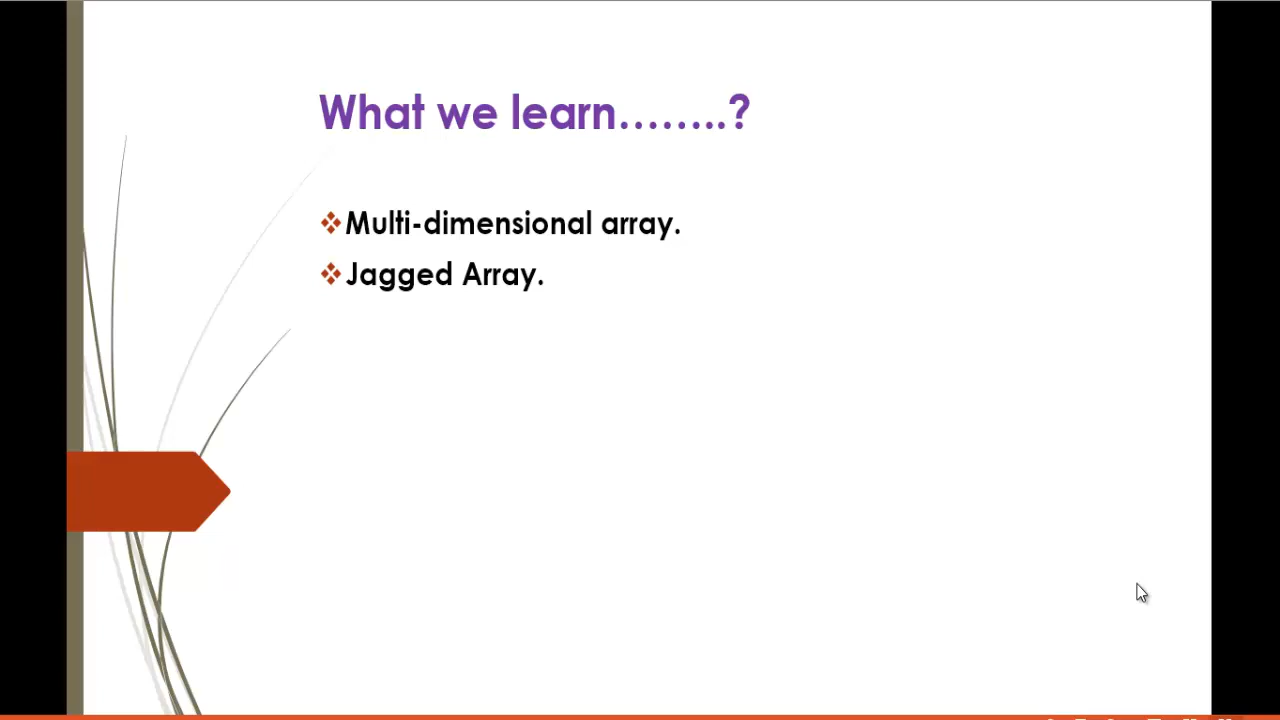 What we learn……..?
Multi-dimensional array.
Jagged Array.